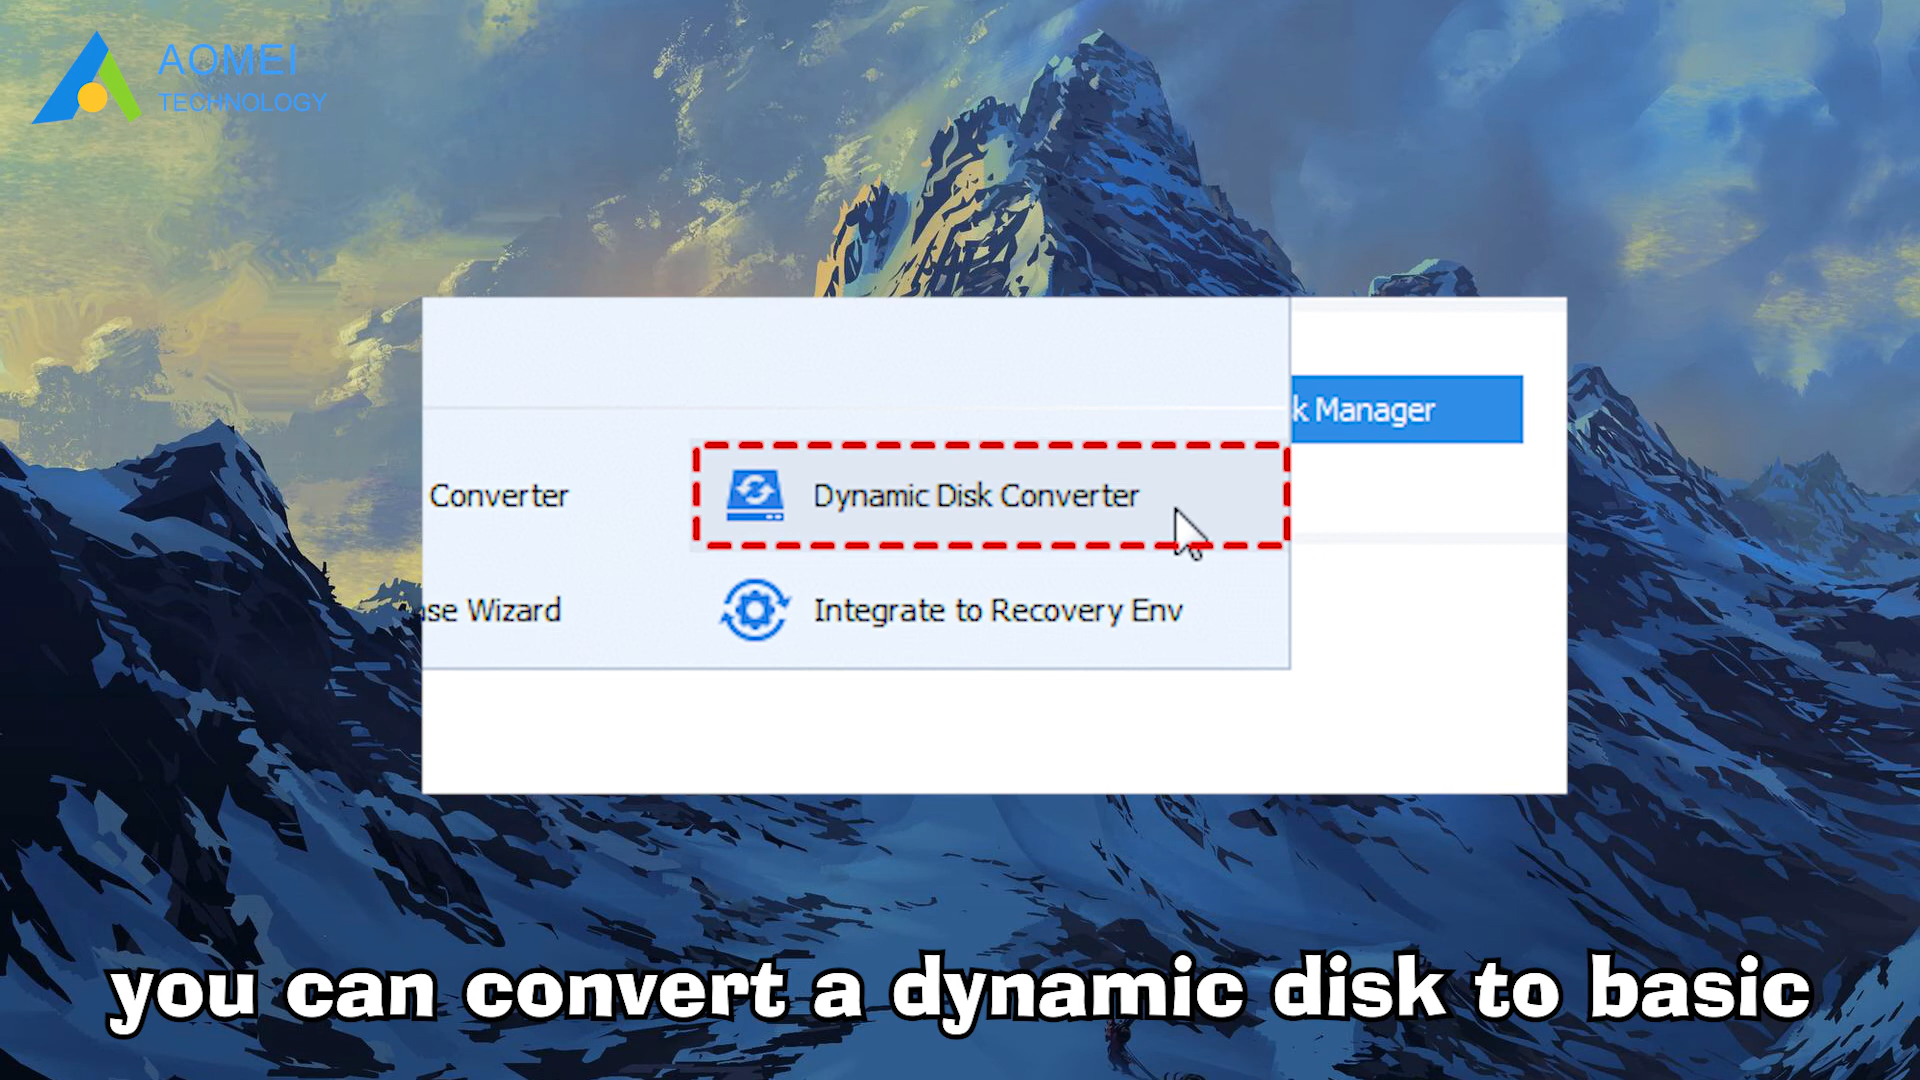 AOMEI
TECHNOLOGY
k Manager
Converter
Dynamic Disk Converter
se Wizard
Integrate to Recovery Env
you can convert a dynamic disk to basic